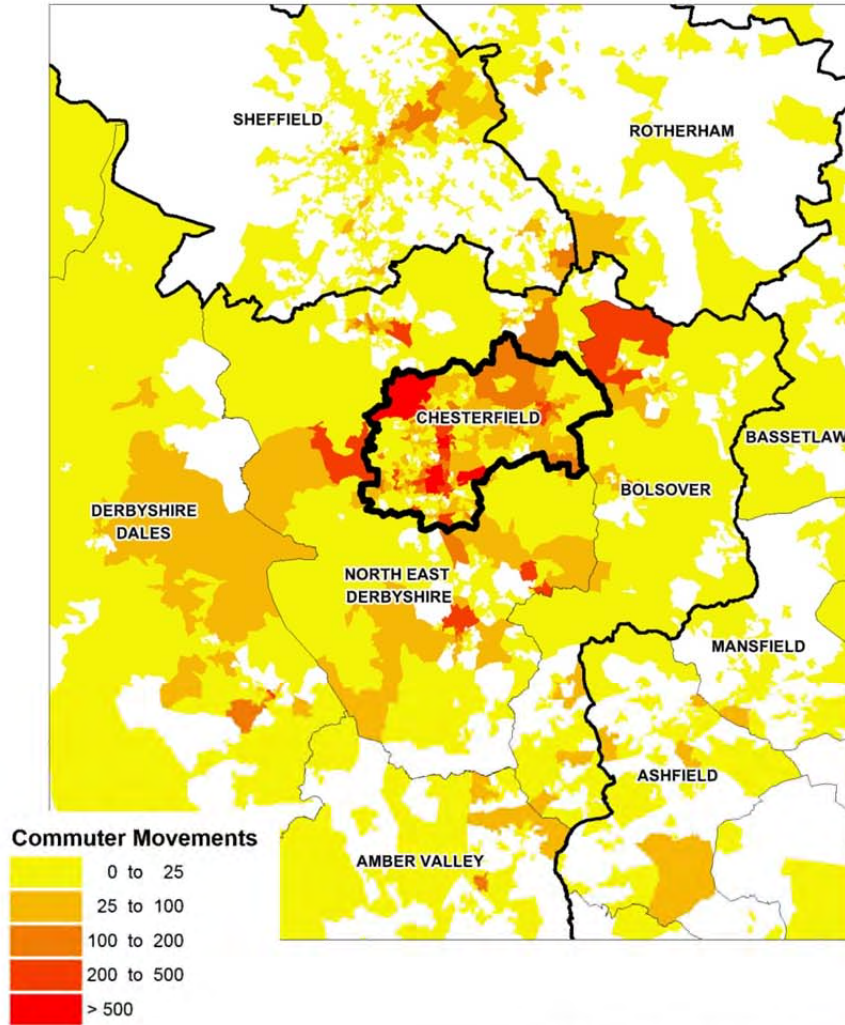 SHEFFIELD
ROTHERHAM
CHESTERFIELD
BASSETLAW
BOLSOVER
DERBYSHIRE
DALES
NORTH EAST
DERBYSHIRE
MANSFIELD
ASHFIELD
AMBER VALLEY
Commuter Movements
0 to 25
25 to 100
100 to 200
200 to 500
> 500